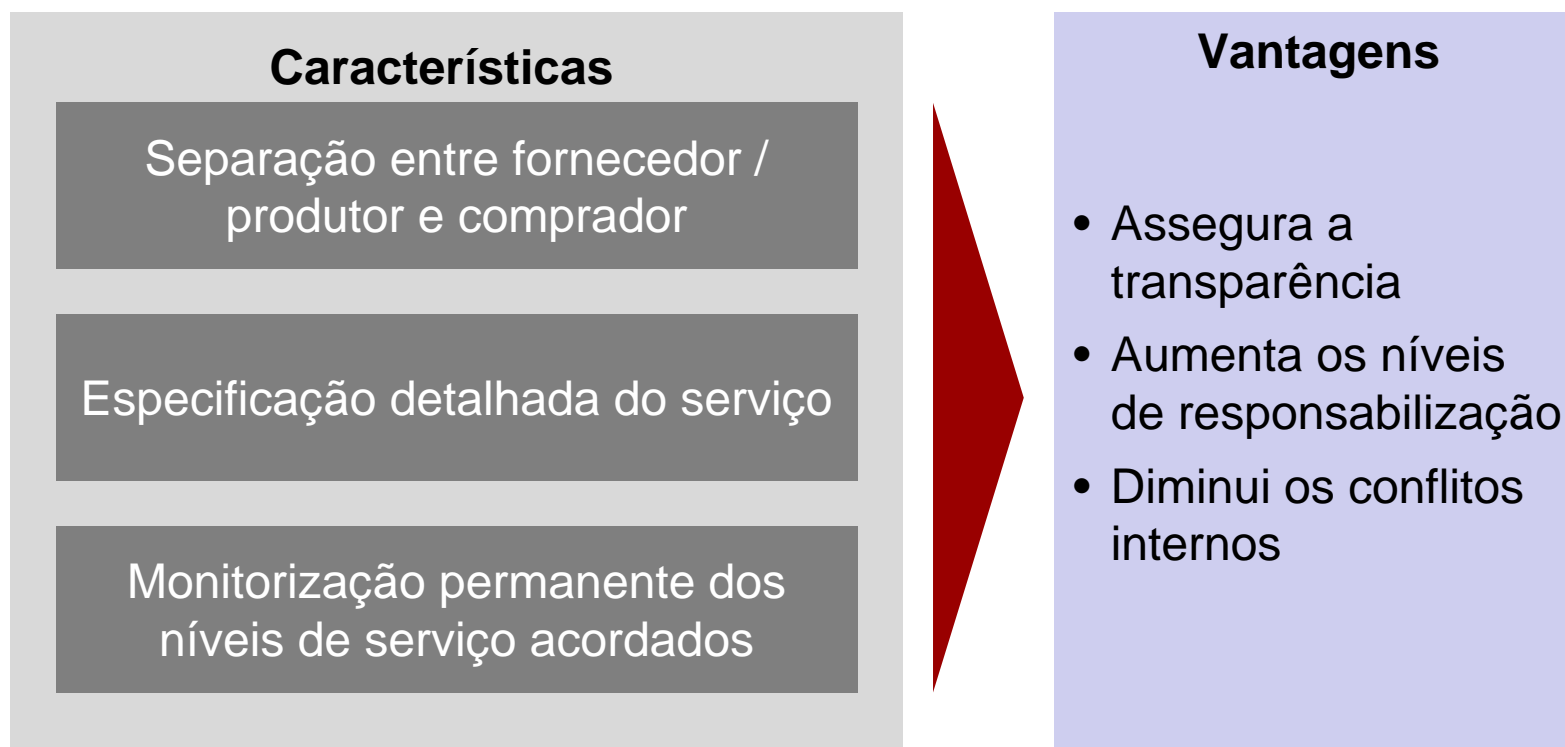 Características
Separação entre fornecedor /
produtor e comprador
Especificação detalhada do serviço
Monitorização permanente dos
níveis de serviço acordados
Vantagens
• Assegura a
transparência
• Aumenta os níveis
de responsabilização
• Diminui os conflitos
internos